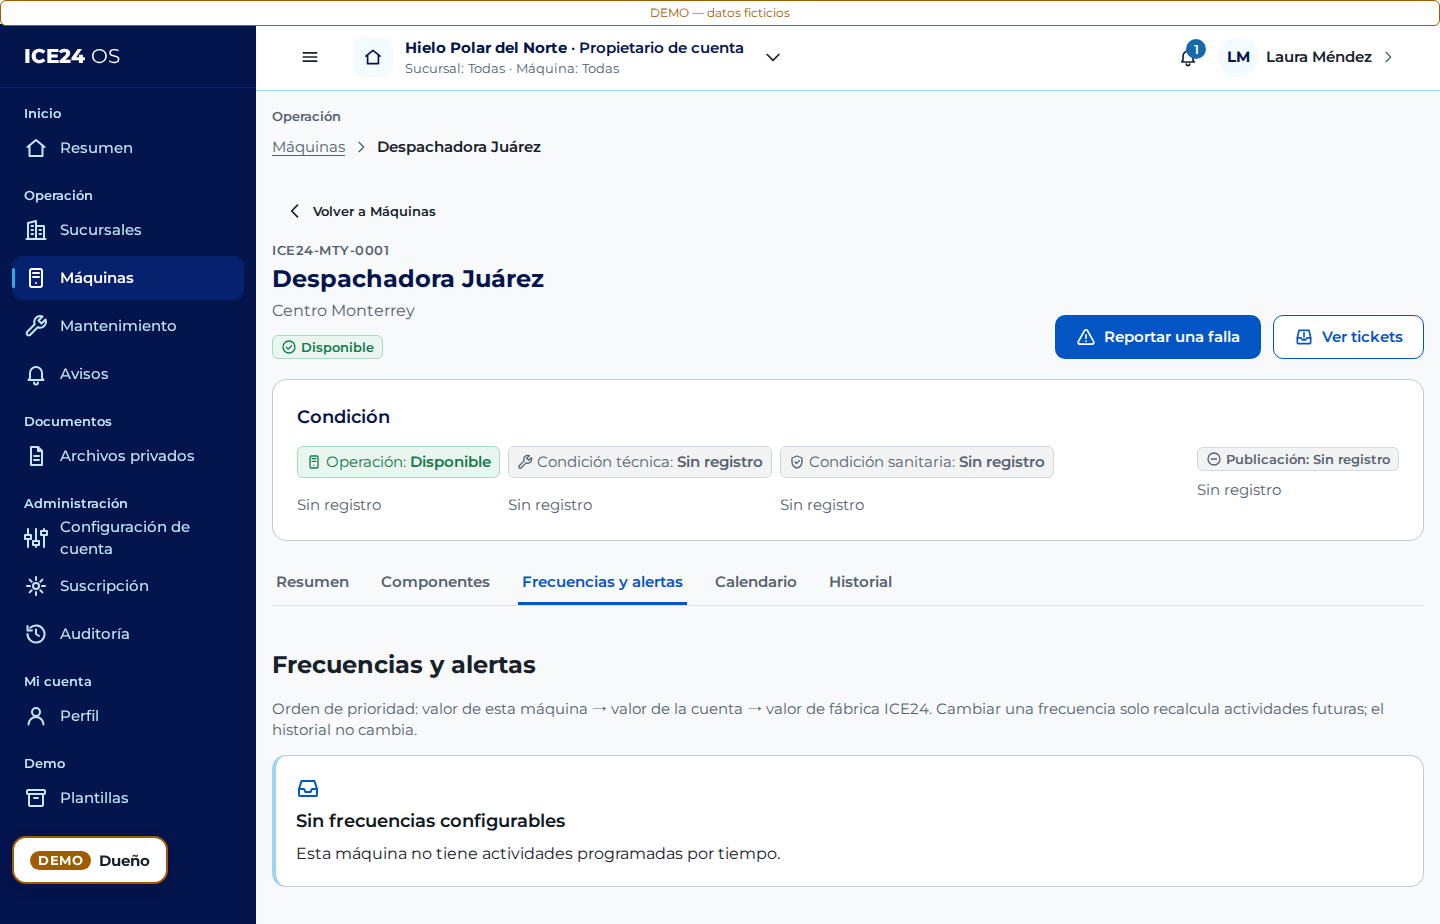 DEMO — datos ficticios
ICE24 OS
Inicio
Resumen
Operación
Sucursales
Máquinas
Mantenimiento
Avisos
Documentos
Archivos privados
Administración
Configuración de
cuenta
Suscripción
Auditoría
Mi cuenta
Perfil
Demo
Plantillas
DEMO Dueño
Hielo Polar del Norte · Propietario de cuenta
Sucursal: Todas · Máquina: Todas
1
LM Laura Méndez
Operación
Máquinas > Despachadora Juárez
Volver a Máquinas
ICE24-MTY-0001
Despachadora Juárez
Centro Monterrey
Disponible
Reportar una falla
Ver tickets
Condición
Operación: Disponible
Sin registro
Condición técnica: Sin registro
Sin registro
Condición sanitaria: Sin registro
Sin registro
Publicación: Sin registro
Sin registro
Resumen Componentes Frecuencias y alertas Calendario Historial
Frecuencias y alertas
Orden de prioridad: valor de esta máquina → valor de la cuenta → valor de fábrica ICE24. Cambiar una frecuencia solo recalcula actividades futuras; el
historial no cambia.
Sin frecuencias configurables
Esta máquina no tiene actividades programadas por tiempo.